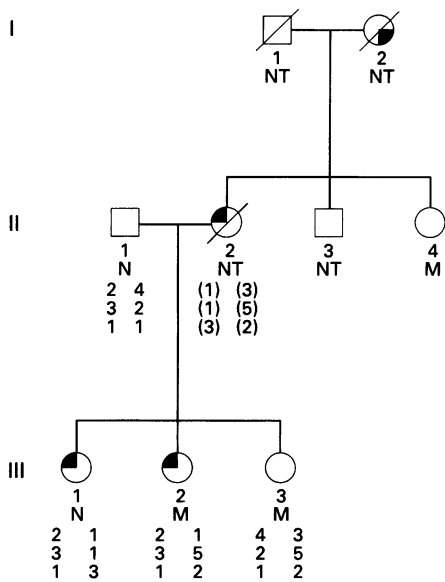 I
1 2
NT NT
II
1 2 3 4
N NT NT M
2 4 (1) (3)
3 2 (1) (5)
1 1 (3) (2)
III
1 2 3
N M M
2 1 2 1 4 3
3 1 3 5 2 5
1 3 1 2 1 2